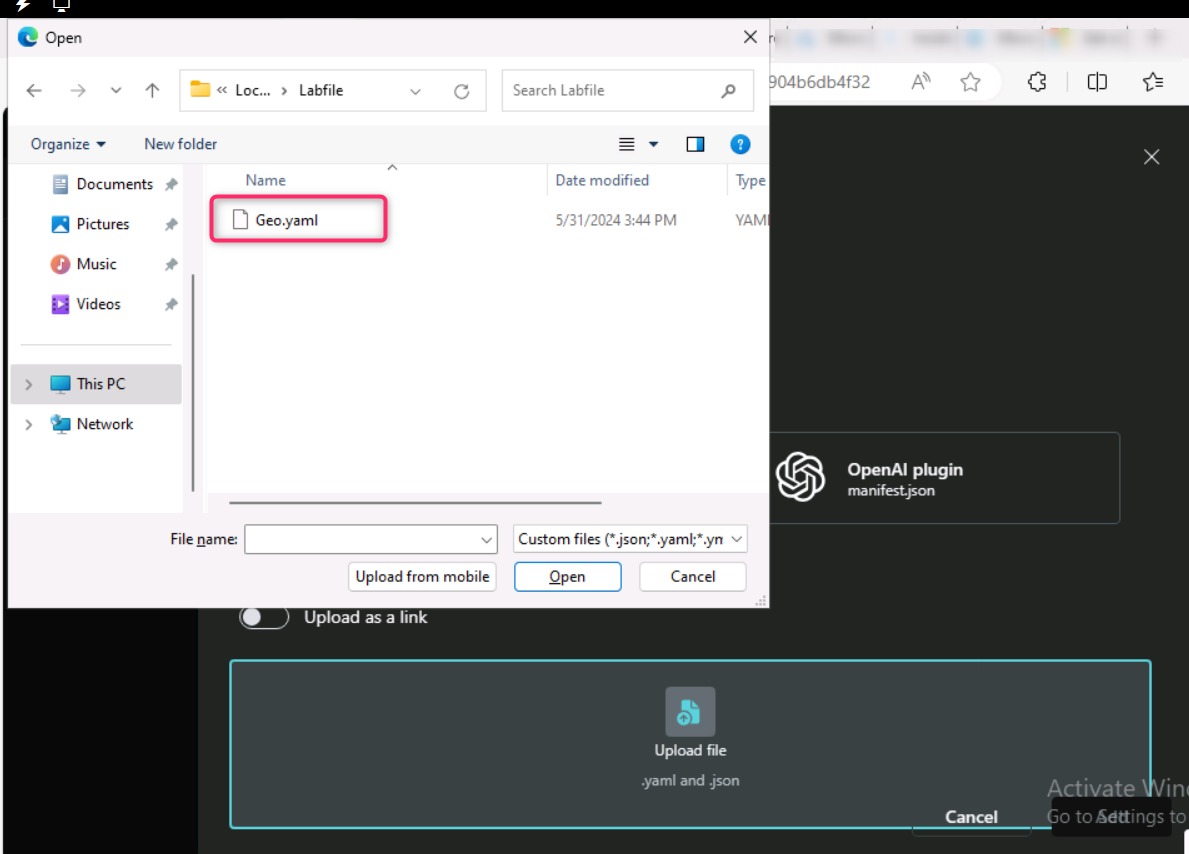 Open
904b6db4f32
« Loc... > Labfile
Search Labfile
Organize
New folder
Documents
Pictures
Music
Videos
This PC
Network
Name
Date modified
Type
Geo.yaml
5/31/2024 3:44 PM
YAML
OpenAI plugin
manifest.json
File name:
Custom files (*.json;*.yaml;*.ym
Upload from mobile
Open
Cancel
Upload as a link
Upload file
.yaml and .json
Activate Win
Cancel
Add
Go to Settings to